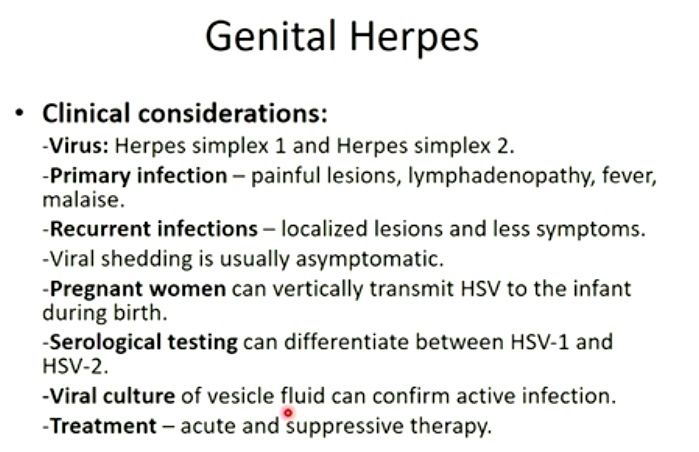 Genital Herpes
• Clinical considerations:
-Virus: Herpes simplex 1 and Herpes simplex 2.
-Primary infection – painful lesions, lymphadenopathy, fever,
malaise.
-Recurrent infections – localized lesions and less symptoms.
-Viral shedding is usually asymptomatic.
-Pregnant women can vertically transmit HSV to the infant
during birth.
-Serological testing can differentiate between HSV-1 and
HSV-2.
-Viral culture of vesicle fluid can confirm active infection.
-Treatment – acute and suppressive therapy.